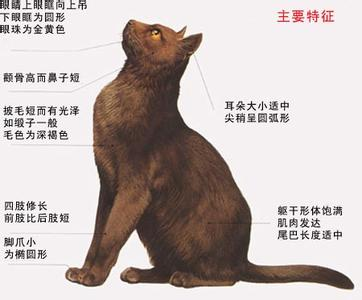 眼睛上眼眶向上吊
下眼眶为圆形
眼珠为金黄色
主要特征
颧骨高而鼻子短
耳朵大小适中
尖稍呈圆弧形
披毛短而有光泽
如缎子一般
毛色为深褐色
四肢修长
前肢比后肢短
躯干形体饱满
肌肉发达
尾巴长度适中
脚爪小
为椭圆形